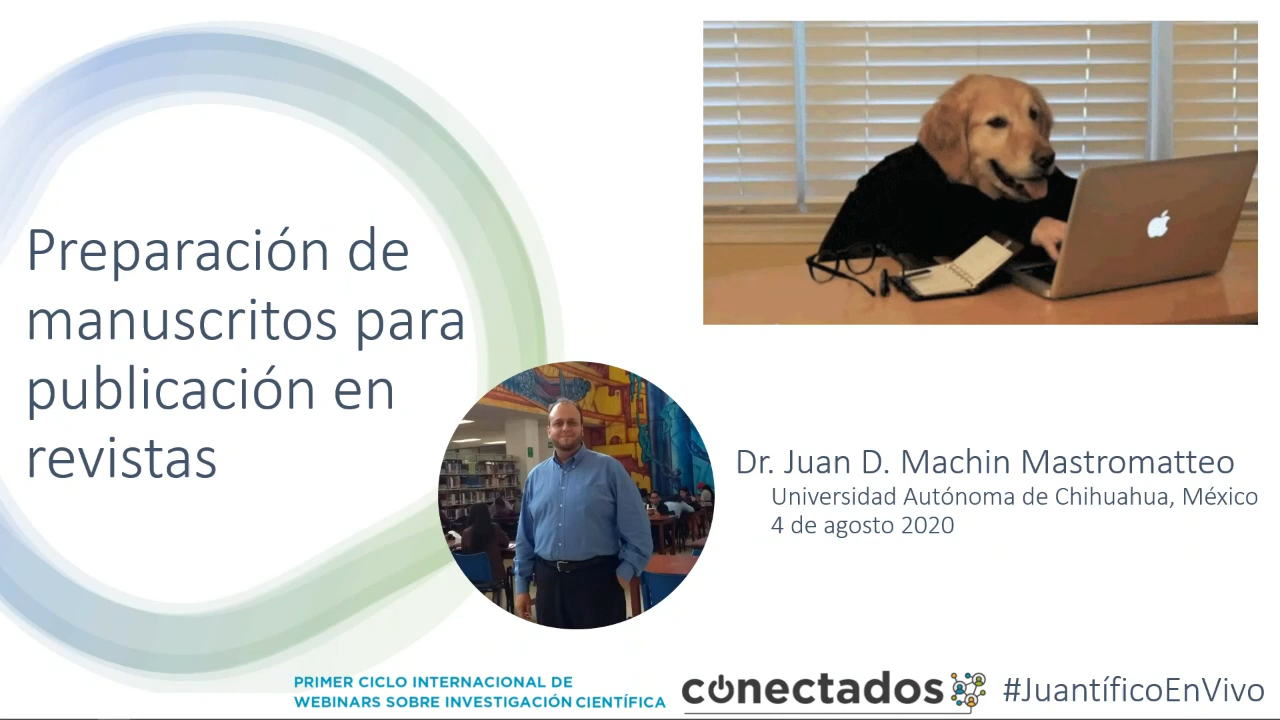 Preparación de
manuscritos para
publicación en
revistas
Dr. Juan D. Machin Mastromatteo
Universidad Autónoma de Chihuahua, México
4 de agosto 2020
PRIMER CICLO INTERNACIONAL DE
WEBINARS SOBRE INVESTIGACIÓN CIENTÍFICA
conectados
#JuantíficoEnVivo